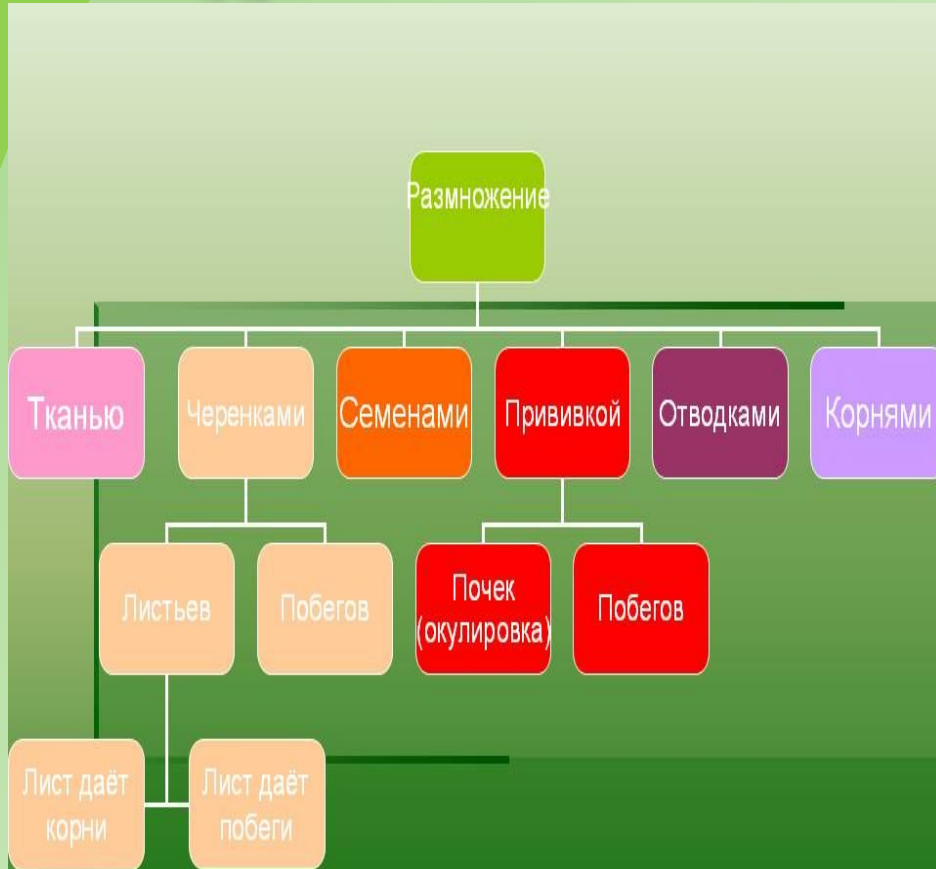 Размножение
Тканью
Черенками
Семенами
Прививкой
Отводками
Корнями
Листьев
Побегов
Почек
(окулировка)
Побегов
Лист даёт
корни
Лист даёт
побеги